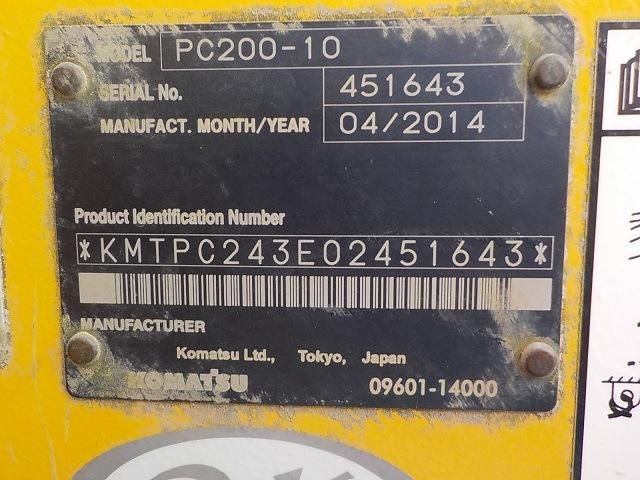 MODEL PC200-10
SERIAL No. 451643
MANUFACT. MONTH/YEAR 04/2014
Product Identification Number
*KMTPC243E02451643*
MANUFACTURER
Komatsu Ltd., Tokyo, Japan
KOMATSU 09601-14000